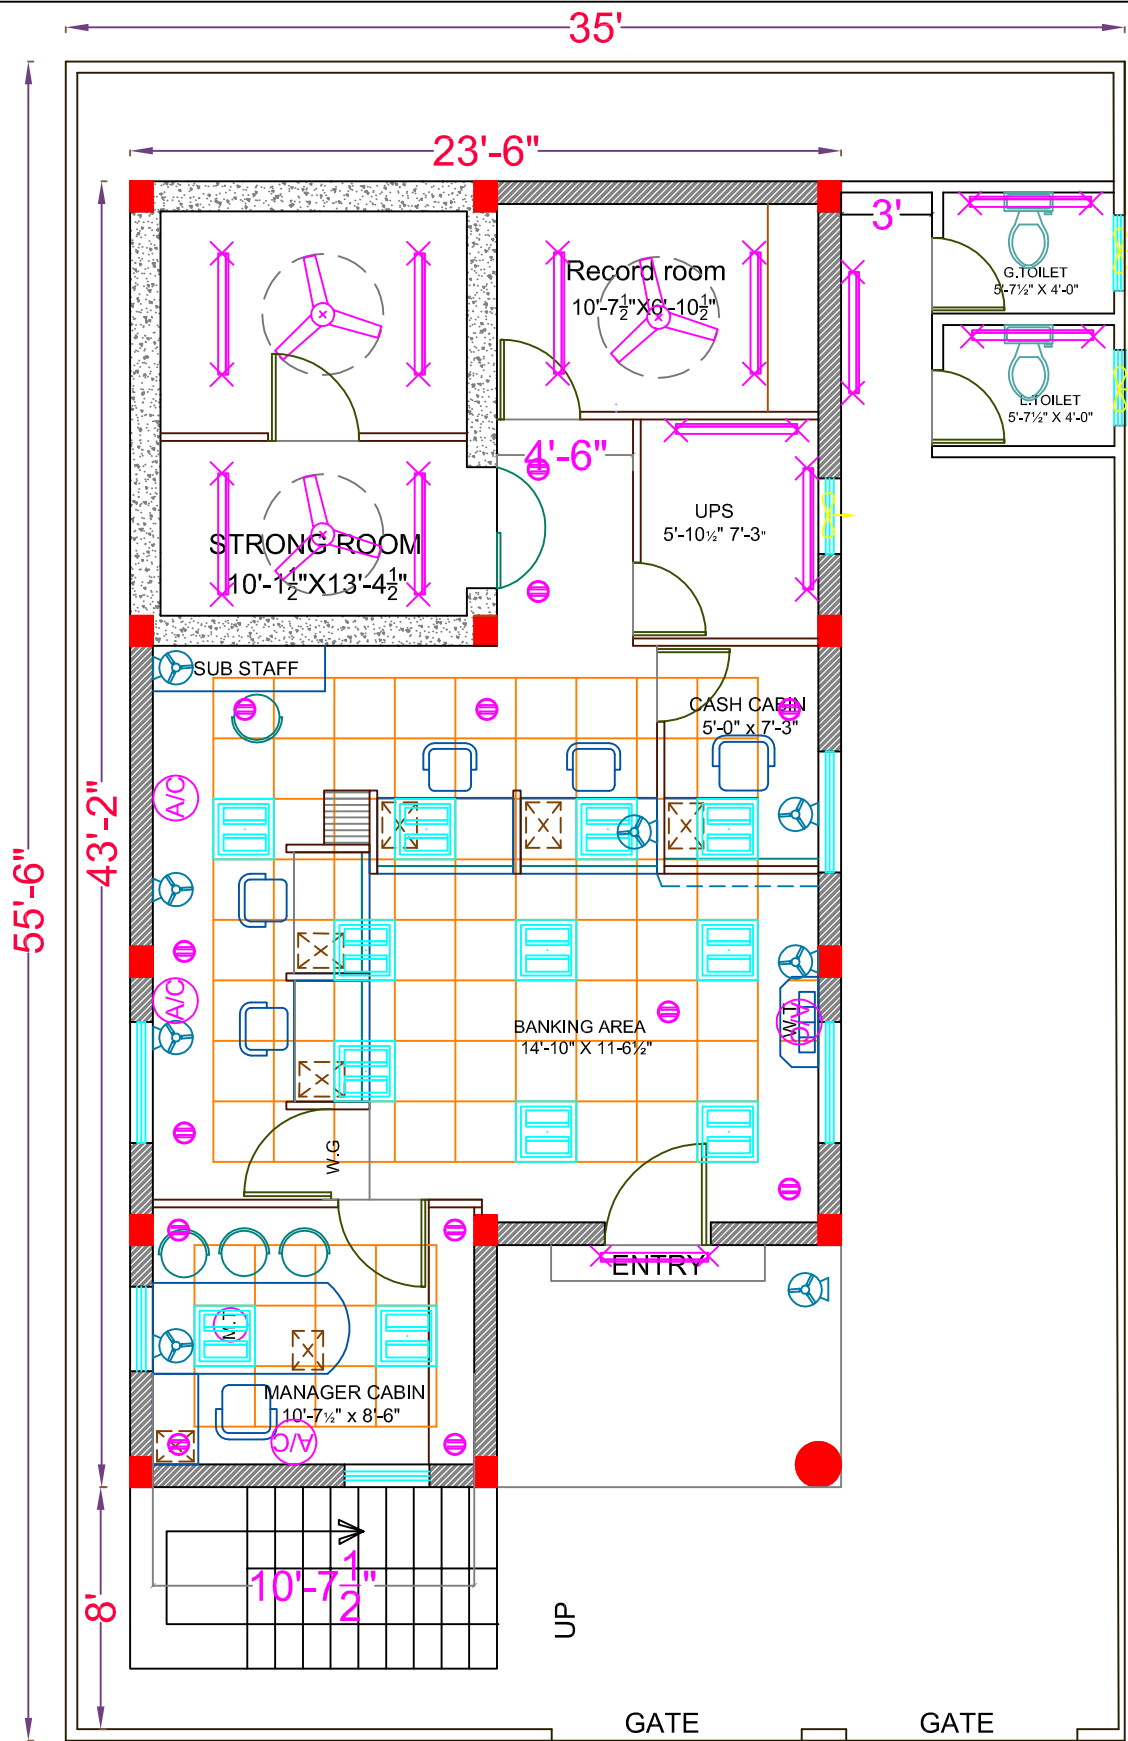 35'
23'-6"
3'
G.TOILET
5'-7½" X 4'-0"
Record room
10'-7½"X6'-10½"
L.TOILET
5'-7½" X 4'-0"
4'-6"
UPS
5'-10½" 7'-3"
STRONG ROOM
10'-1½"X13'-4½"
SUB STAFF
CASH CABIN
5'-0" x 7'-3"
A/C
43'-2"
55'-6"
A/C
W.T
A/C
BANKING AREA
14'-10" X 11-6½"
W.G
ENTRY
M.T
MANAGER CABIN
10'-7½" x 8'-6"
A/C
10'-7½"
8'
UP
GATE
GATE